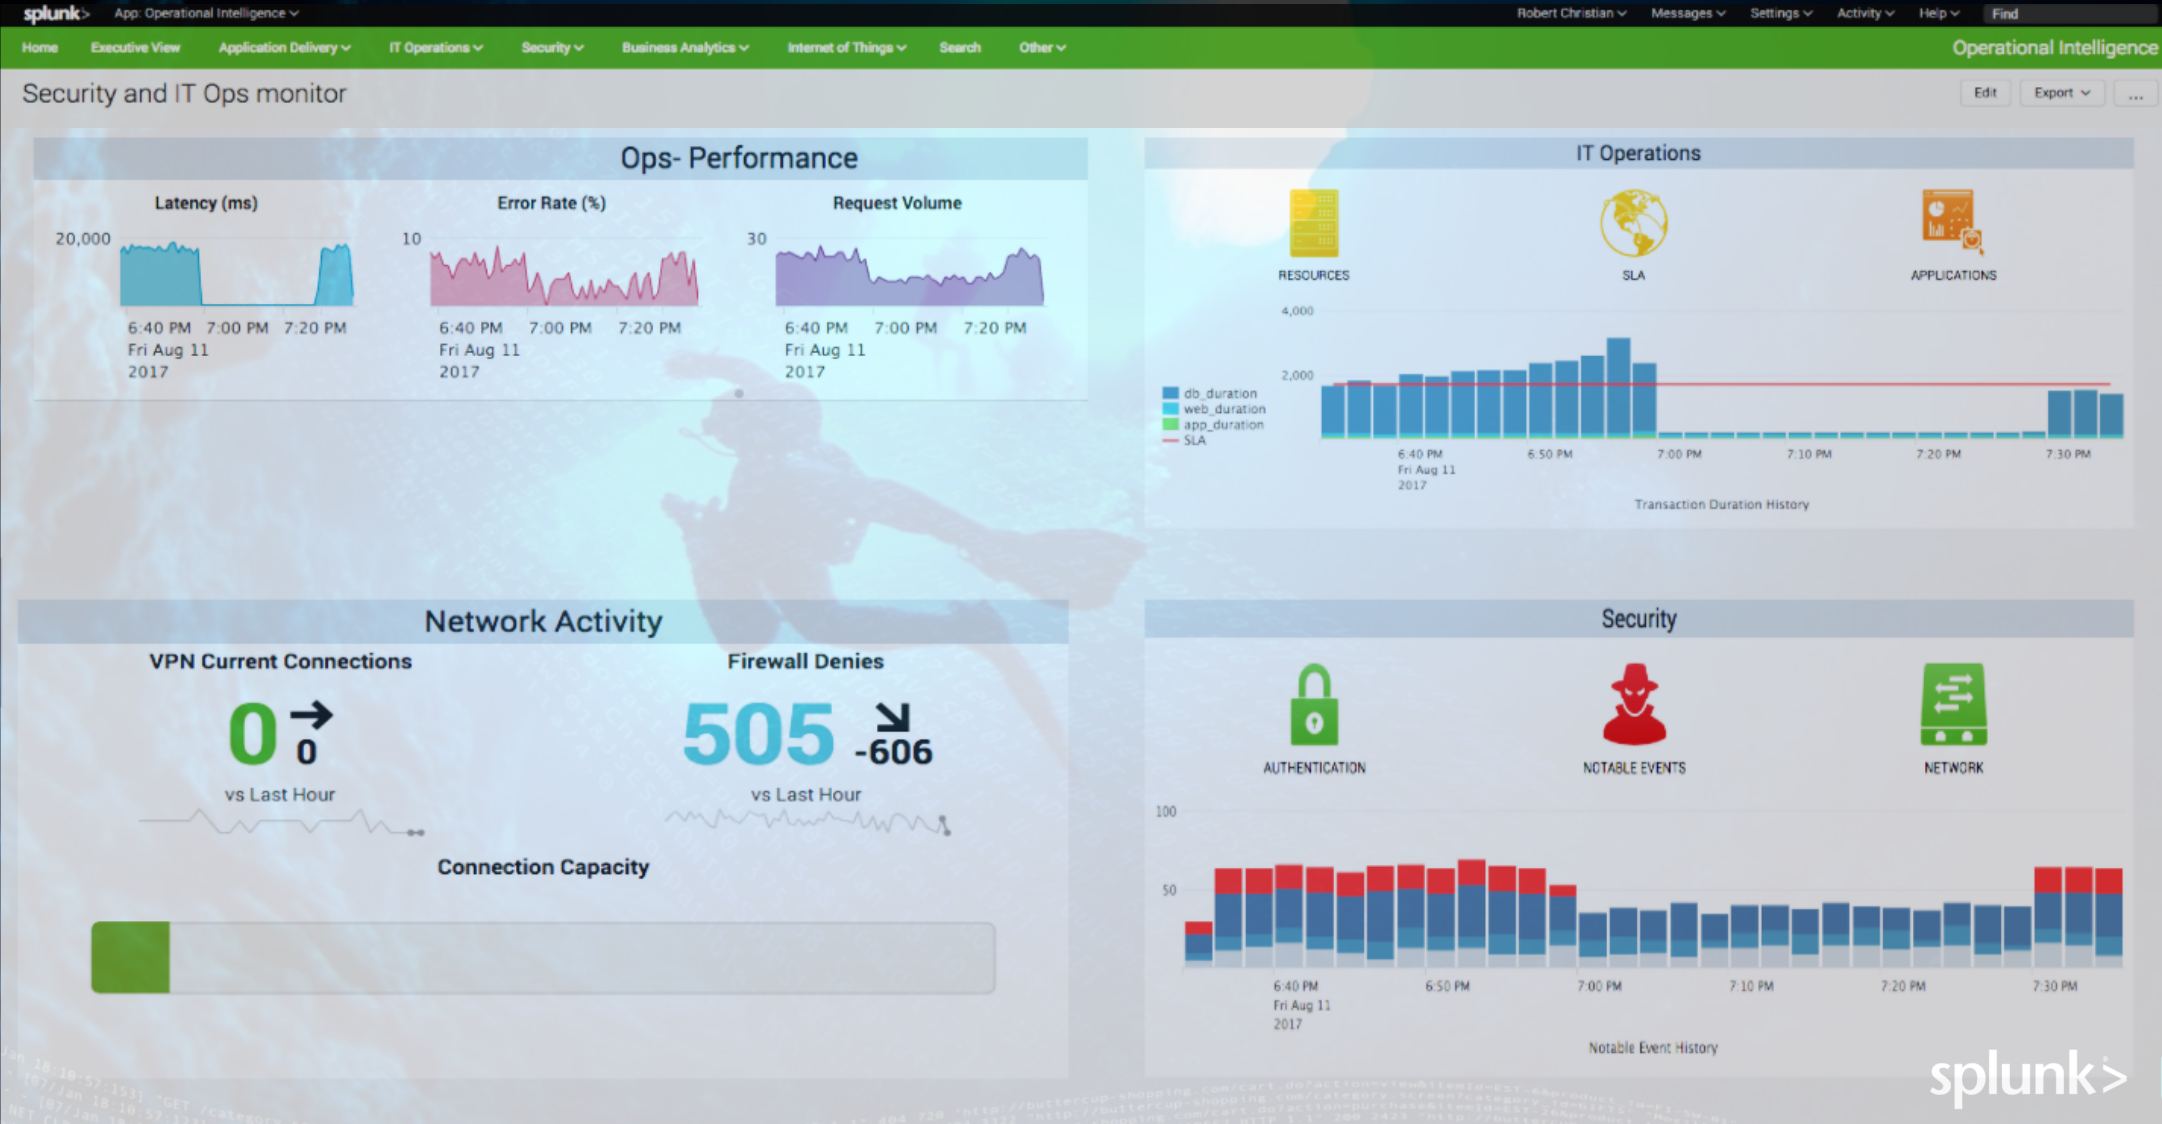 splunk> App: Operational Intelligence Robert Christian Messages Settings Activity Help Find
Home Executive View Application Delivery IT Operations Security Business Analytics Internet of Things Search Other Operational Intelligence
Security and IT Ops monitor Edit Export ...
Ops- Performance
Latency (ms) Error Rate (%) Request Volume
20,000 10 30
6:40 PM 7:00 PM 7:20 PM 6:40 PM 7:00 PM 7:20 PM 6:40 PM 7:00 PM 7:20 PM
Fri Aug 11 Fri Aug 11 Fri Aug 11
2017 2017 2017
IT Operations
RESOURCES SLA APPLICATIONS
4,000
2,000
db_duration
web_duration
app_duration
SLA
6:40 PM 6:50 PM 7:00 PM 7:10 PM 7:20 PM 7:30 PM
Fri Aug 11
2017
Transaction Duration History
Network Activity
VPN Current Connections Firewall Denies
0 0 505 -606
vs Last Hour vs Last Hour
Connection Capacity
Security
AUTHENTICATION NOTABLE EVENTS NETWORK
100
50
6:40 PM 6:50 PM 7:00 PM 7:10 PM 7:20 PM 7:30 PM
Fri Aug 11
2017
Notable Event History
splunk>